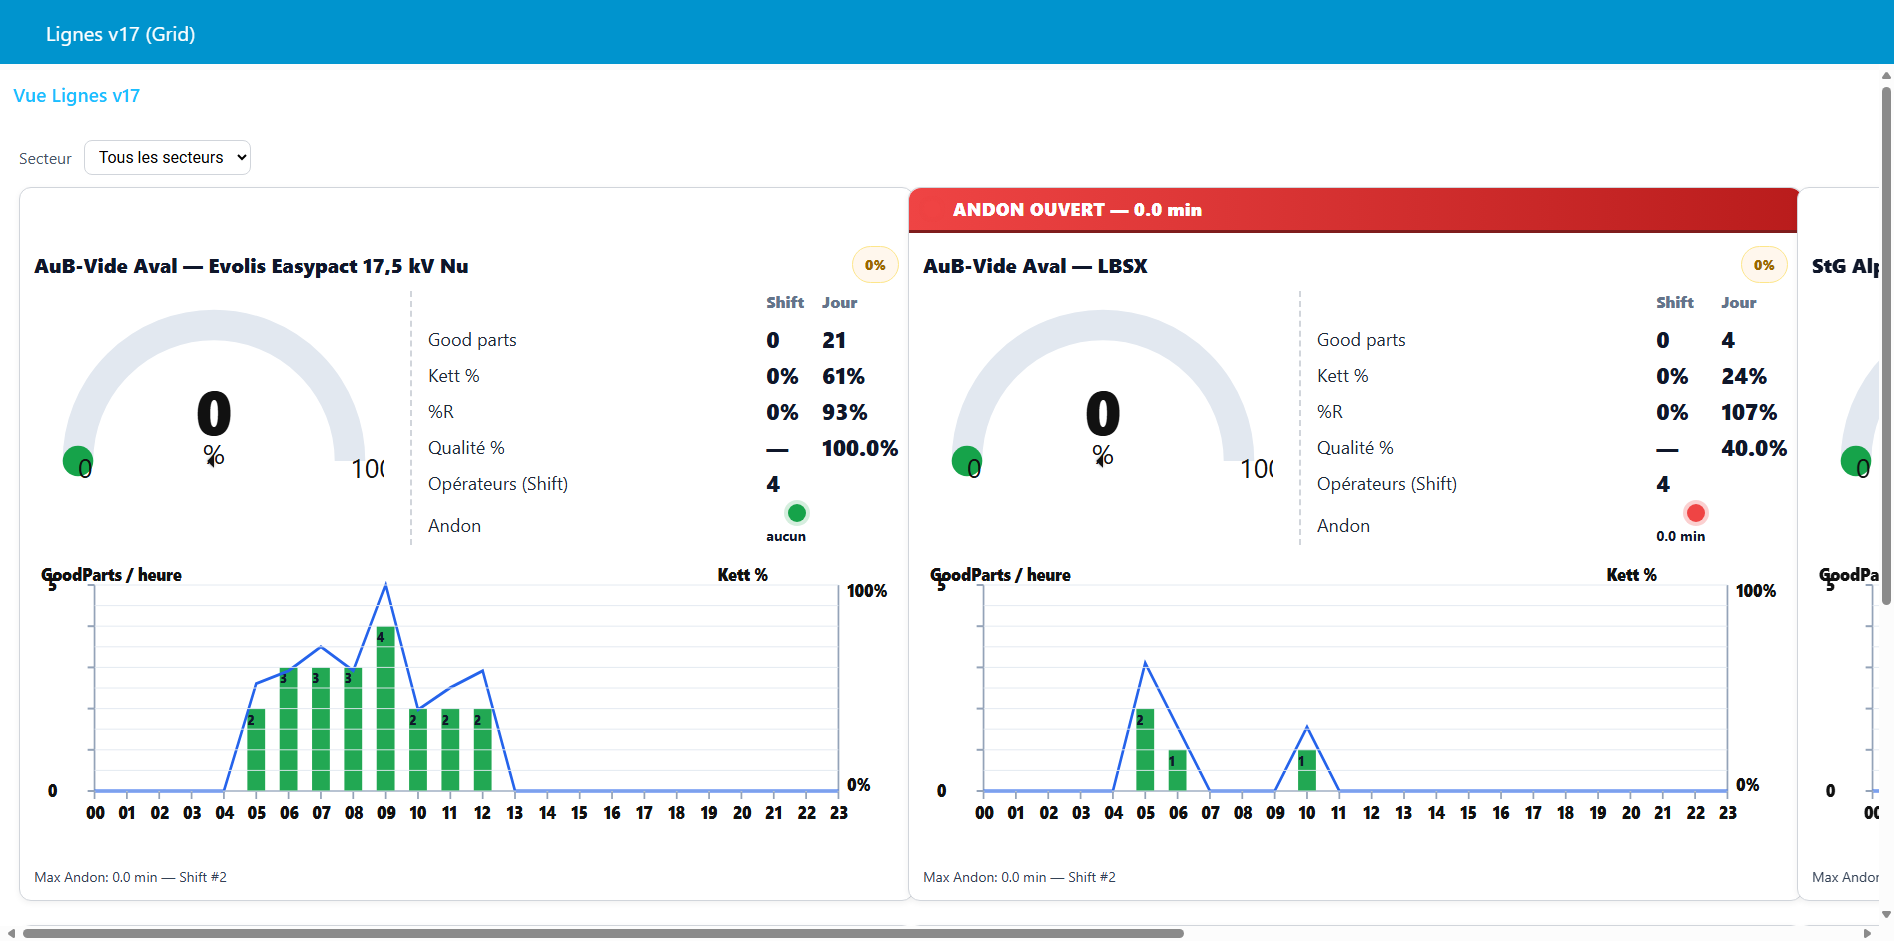 Lignes v17 (Grid)
Vue Lignes v17
Secteur Tous les secteurs
AuB-Vide Aval — Evolis Easypact 17,5 kV Nu 0%
Shift Jour
0
%
0 100
Good parts 0 21
Kett % 0% 61%
%R 0% 93%
Qualité % — 100.0%
Opérateurs (Shift) 4
Andon aucun
GoodParts / heure Kett %
5 100%
2 3 3 3 4 2 2 2
0 0%
00 01 02 03 04 05 06 07 08 09 10 11 12 13 14 15 16 17 18 19 20 21 22 23
Max Andon: 0.0 min — Shift #2
ANDON OUVERT — 0.0 min
AuB-Vide Aval — LBSX 0%
Shift Jour
0
%
0 100
Good parts 0 4
Kett % 0% 24%
%R 0% 107%
Qualité % — 40.0%
Opérateurs (Shift) 4
Andon 0.0 min
GoodParts / heure Kett %
5 100%
2 1 1
0 0%
00 01 02 03 04 05 06 07 08 09 10 11 12 13 14 15 16 17 18 19 20 21 22 23
Max Andon: 0.0 min — Shift #2
StG Alp
0
GoodPa
5
0
00
Max Andor